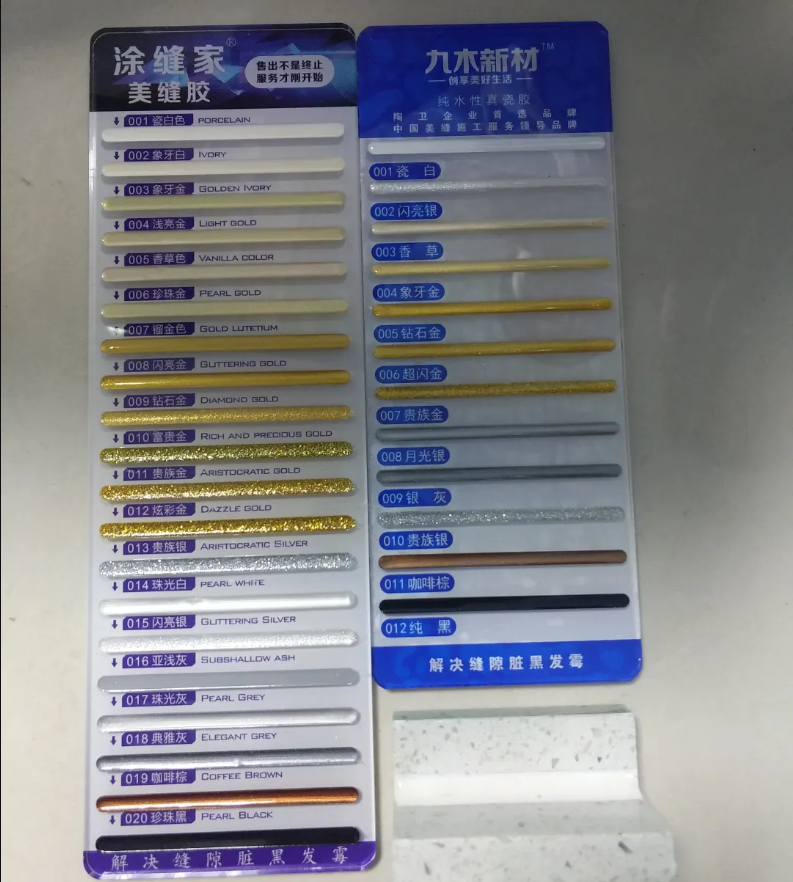 涂缝家®
美缝胶
售出不是终止
服务才刚开始
001 瓷白色 PORCELAIN
002 象牙白 IVORY
003 象牙金 GOLDEN IVORY
004 浅亮金 LIGHT GOLD
005 香草色 VANILLA COLOR
006 珍珠金 PEARL GOLD
007 镏金色 GOLD LUTETIUM
008 闪亮金 GLITTERING GOLD
009 钻石金 DIAMOND GOLD
010 富贵金 RICH AND PRECIOUS GOLD
011 贵族金 ARISTOCRATIC GOLD
012 炫彩金 DAZZLE GOLD
013 贵族银 ARISTOCRATIC SILVER
014 珠光白 PEARL WHITE
015 闪亮银 GLITTERING SILVER
016 亚浅灰 SUBSHALLOW ASH
017 珠光灰 PEARL GREY
018 典雅灰 ELEGANT GREY
019 咖啡棕 COFFEE BROWN
020 珍珠黑 PEARL BLACK
解决缝隙脏黑发霉
九木新材™
创享美好生活
纯水性真瓷胶
陶卫企业首选品牌
中国美缝施工服务领导品牌
001 瓷 白
002 闪亮银
003 香 草
004 象牙金
005 钻石金
006 超闪金
007 贵族金
008 月光银
009 银 灰
010 贵族银
011 咖啡棕
012 纯 黑
解决缝隙脏黑发霉